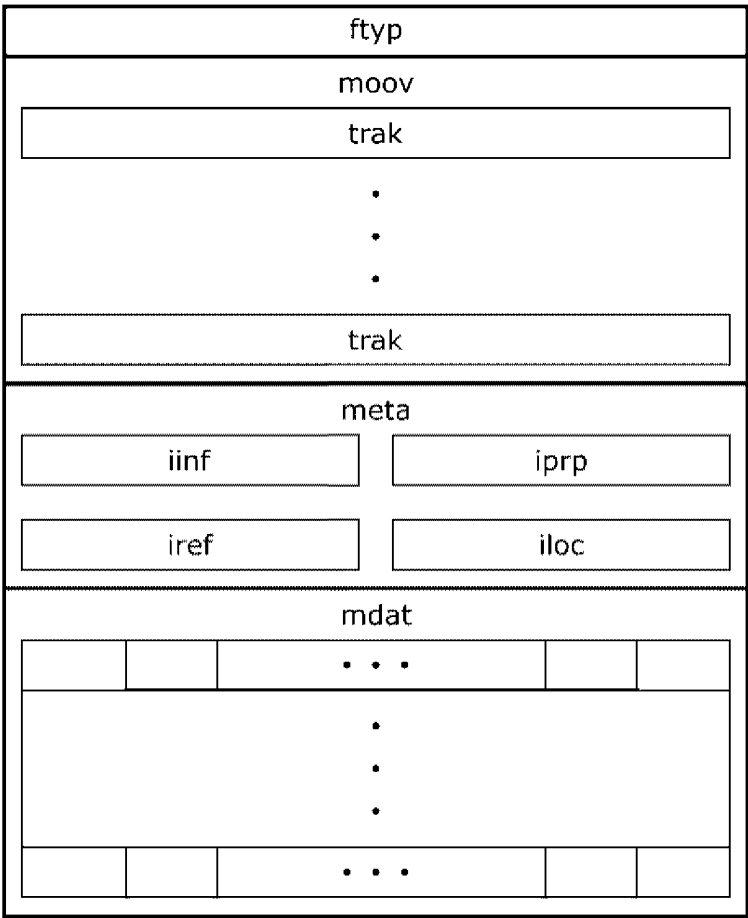 ftyp
moov
trak
trak
meta
iinf iprp
iref iloc
mdat